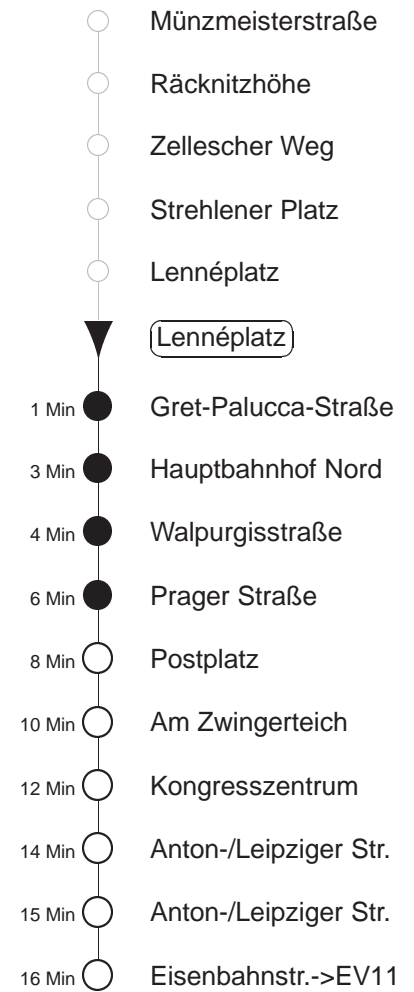 Münzmeisterstraße
Räcknitzhöhe
Zellescher Weg
Strehlener Platz
Lennéplatz
Lennéplatz
1 Min Gret-Palucca-Straße
3 Min Hauptbahnhof Nord
4 Min Walpurgisstraße
6 Min Prager Straße
8 Min Postplatz
10 Min Am Zwingerteich
12 Min Kongresszentrum
14 Min Anton-/Leipziger Str.
15 Min Anton-/Leipziger Str.
16 Min Eisenbahnstr.->EV11